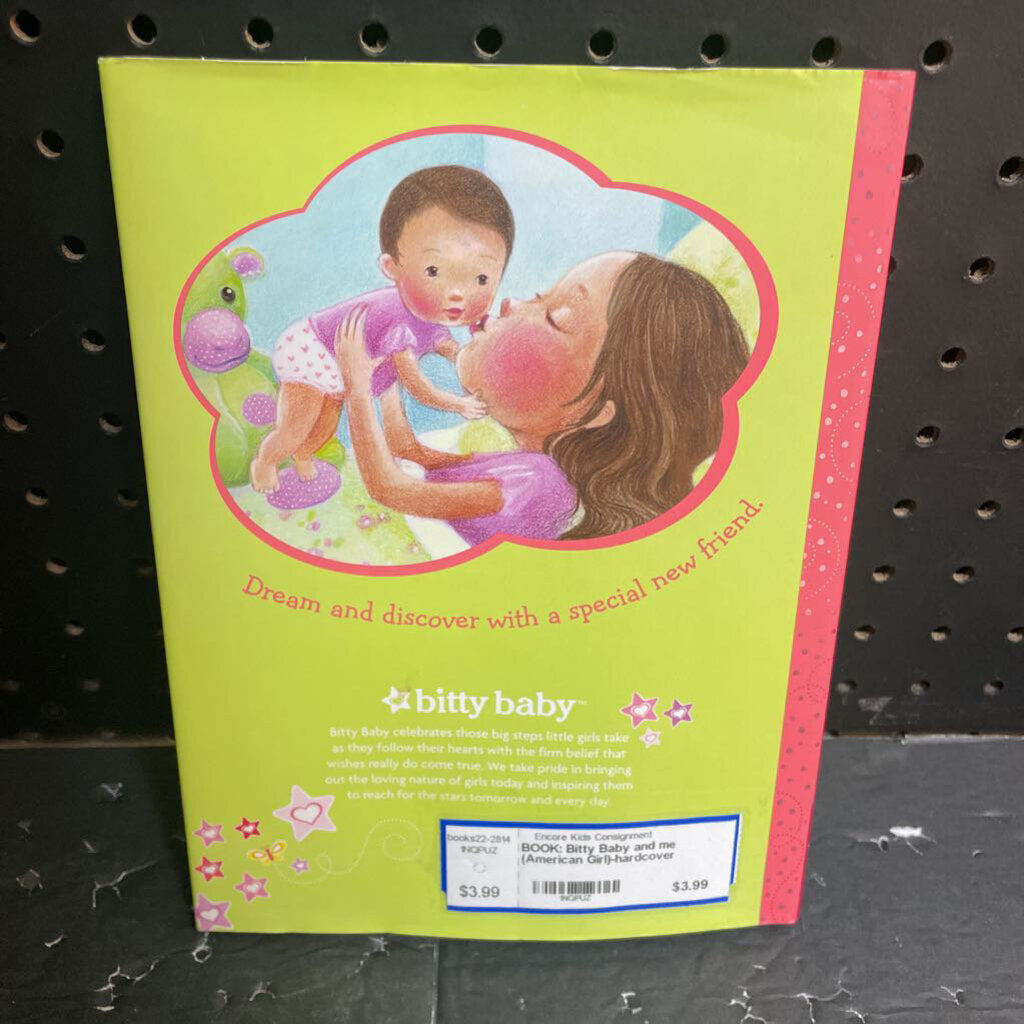 Dream and discover with a special new friend.
bitty baby™
Bitty Baby celebrates those big steps little girls take
as they follow their hearts with the firm belief that
wishes really do come true. We take pride in bringing
out the loving nature of girls today and inspiring them
to reach for the stars tomorrow and every day.
books22-2814
1NQPUZ
$3.99
Encore Kids Consignment
BOOK: Bitty Baby and me
(American Girl)-hardcover
1NQPUZ
$3.99